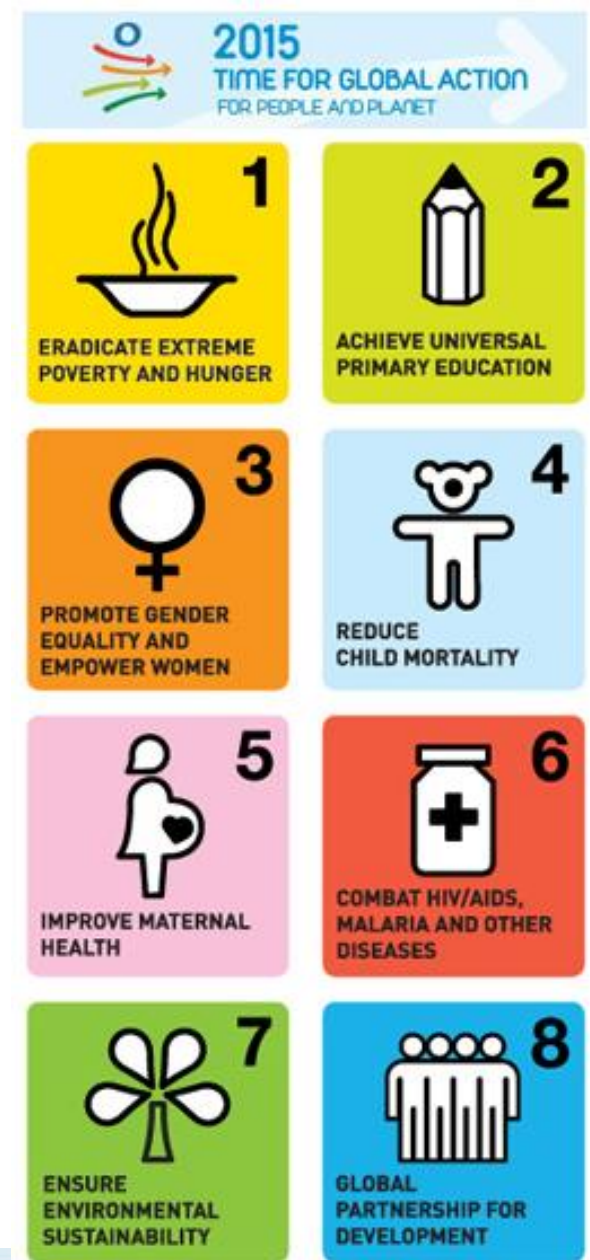 2015
TIME FOR GLOBAL ACTION
FOR PEOPLE AND PLANET
1
ERADICATE EXTREME
POVERTY AND HUNGER
2
ACHIEVE UNIVERSAL
PRIMARY EDUCATION
3
PROMOTE GENDER
EQUALITY AND
EMPOWER WOMEN
4
REDUCE
CHILD MORTALITY
5
IMPROVE MATERNAL
HEALTH
6
COMBAT HIV/AIDS,
MALARIA AND OTHER
DISEASES
7
ENSURE
ENVIRONMENTAL
SUSTAINABILITY
8
GLOBAL
PARTNERSHIP FOR
DEVELOPMENT